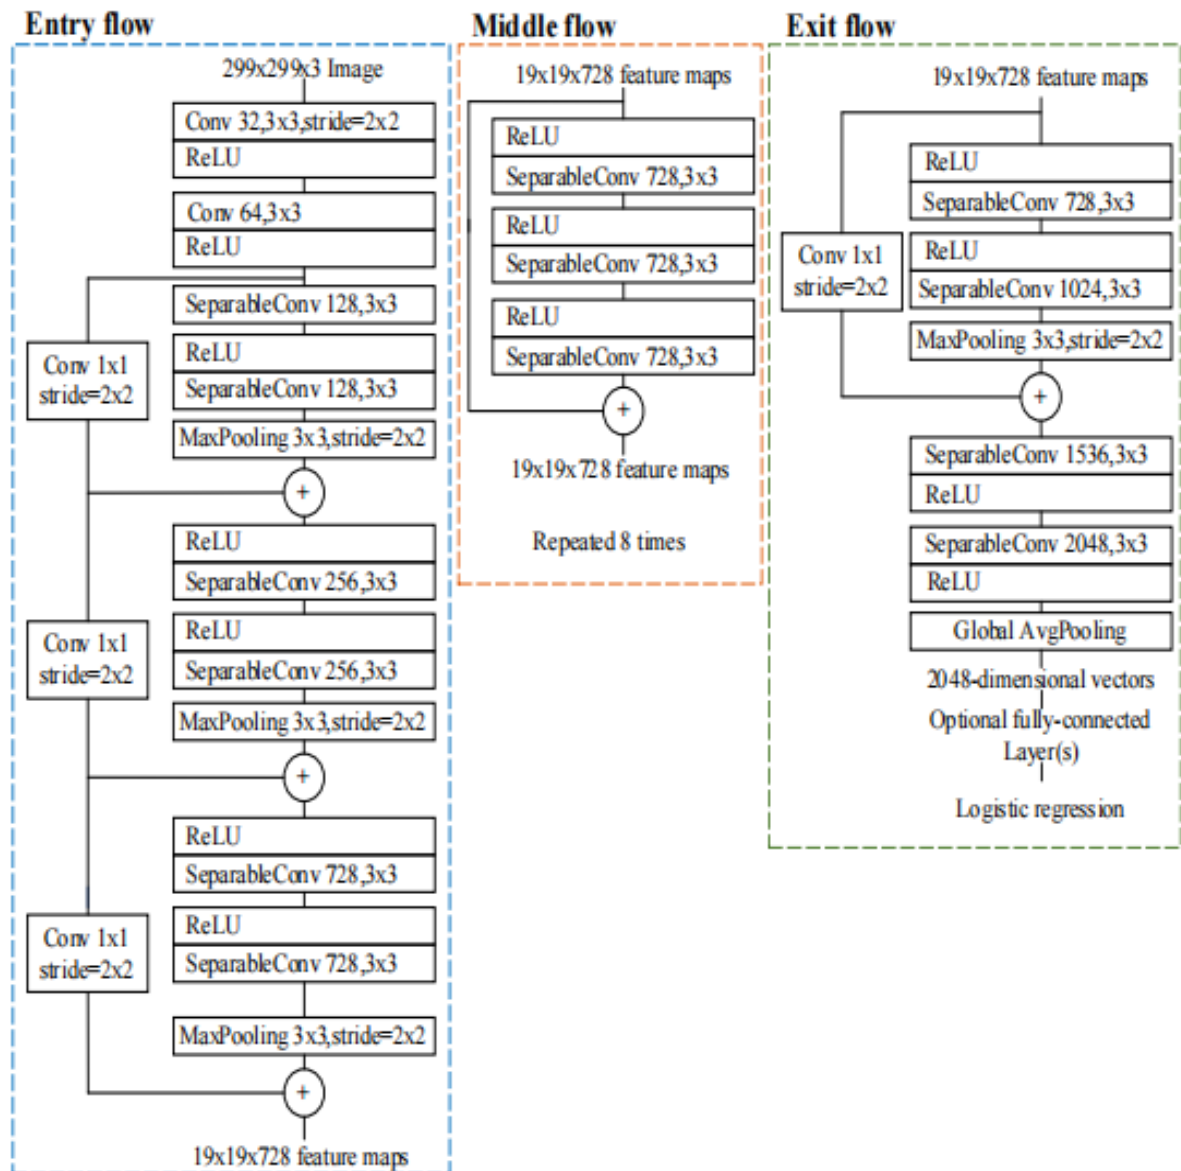 Entry flow
299x299x3 Image
Conv 32,3x3,stride=2x2
ReLU
Conv 64,3x3
ReLU
SeparableConv 128,3x3
ReLU
SeparableConv 128,3x3
MaxPooling 3x3,stride=2x2
Conv 1x1
stride=2x2
+
ReLU
SeparableConv 256,3x3
ReLU
SeparableConv 256,3x3
MaxPooling 3x3,stride=2x2
Conv 1x1
stride=2x2
+
ReLU
SeparableConv 728,3x3
ReLU
SeparableConv 728,3x3
MaxPooling 3x3,stride=2x2
Conv 1x1
stride=2x2
+
19x19x728 feature maps
Middle flow
19x19x728 feature maps
ReLU
SeparableConv 728,3x3
ReLU
SeparableConv 728,3x3
ReLU
SeparableConv 728,3x3
+
19x19x728 feature maps
Repeated 8 times
Exit flow
19x19x728 feature maps
ReLU
SeparableConv 728,3x3
ReLU
SeparableConv 1024,3x3
MaxPooling 3x3,stride=2x2
Conv 1x1
stride=2x2
+
SeparableConv 1536,3x3
ReLU
SeparableConv 2048,3x3
ReLU
Global AvgPooling
2048-dimensional vectors
Optional fully-connected
Layer(s)
Logistic regression